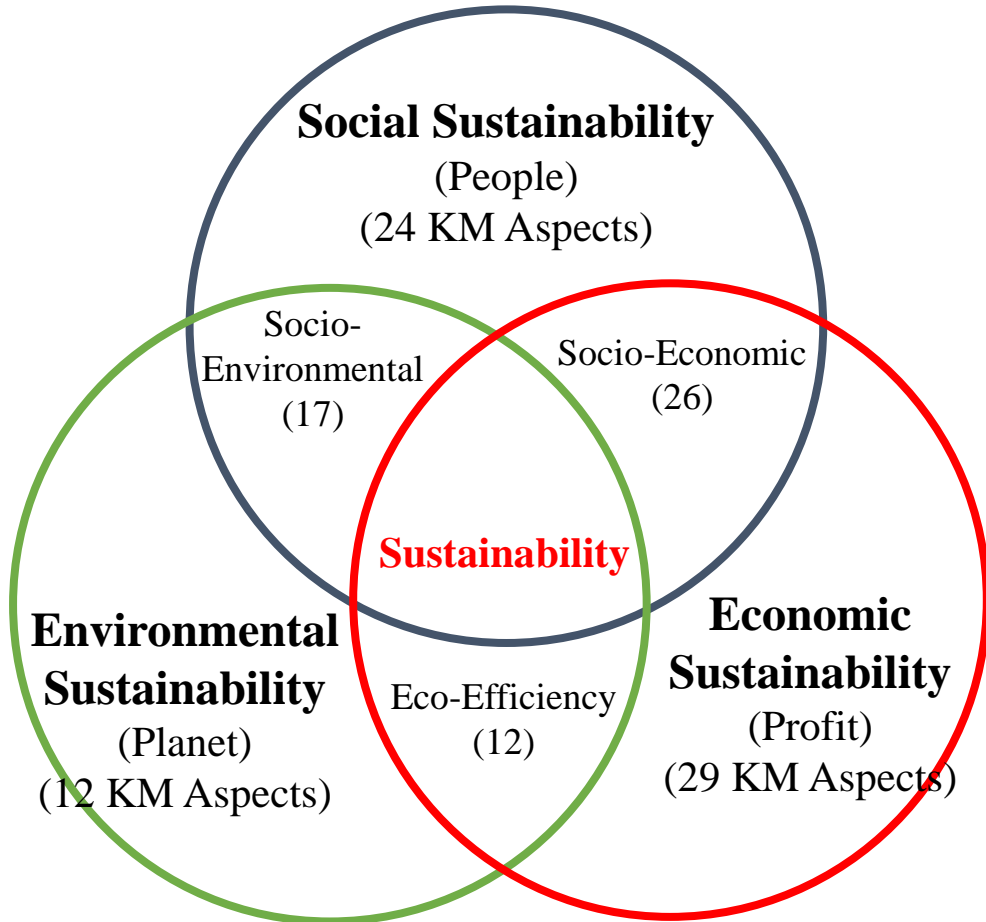 Social Sustainability
(People)
(24 KM Aspects)
Socio-
Environmental
(17)
Socio-Economic
(26)
Sustainability
Environmental
Sustainability
(Planet)
(12 KM Aspects)
Economic
Sustainability
(Profit)
(29 KM Aspects)
Eco-Efficiency
(12)